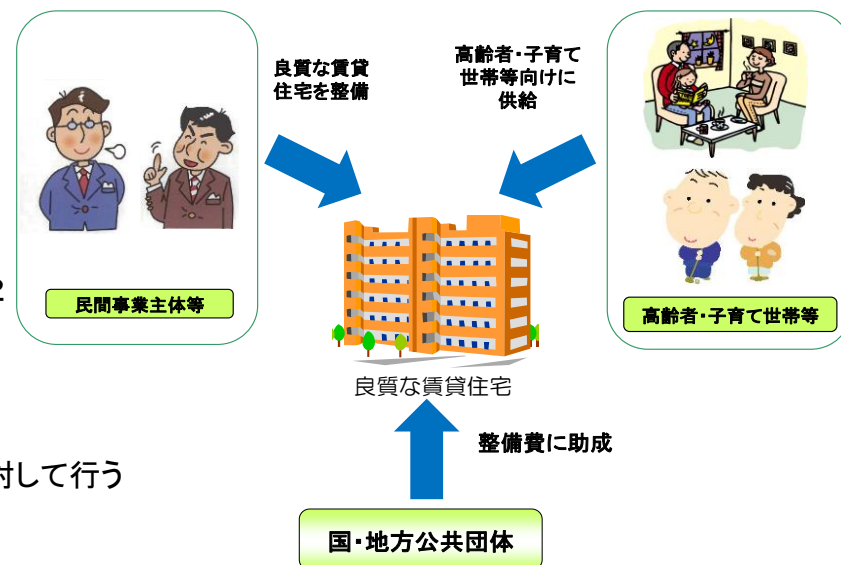 良質な賃貸
住宅を整備
高齢者・子育て
世帯等向けに
供給
民間事業主体等
高齢者・子育て世帯等
良質な賃貸住宅
整備費に助成
して行う
国・地方公共団体